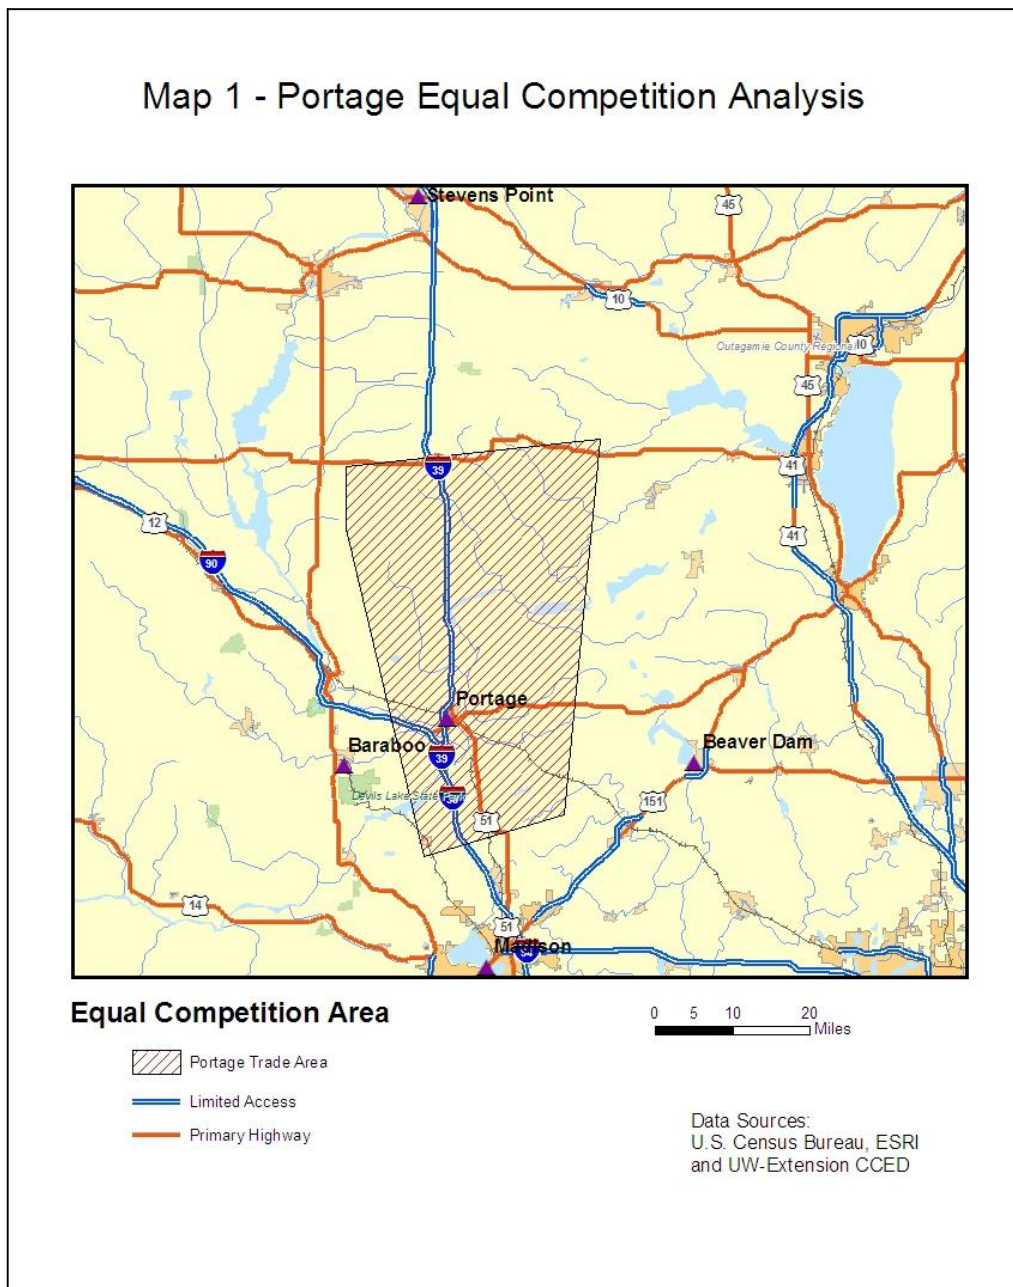 Map 1 - Portage Equal Competition Analysis
Stevens Point
45
10
Outagamie County Regional
45
41
39
12
41
90
Portage
Baraboo
Beaver Dam
39
Devils Lake State Park
151
51
14
51
Madison
Equal Competition Area
0 5 10 20
Miles
Portage Trade Area
Limited Access
Primary Highway
Data Sources:
U.S. Census Bureau, ESRI
and UW-Extension CCED